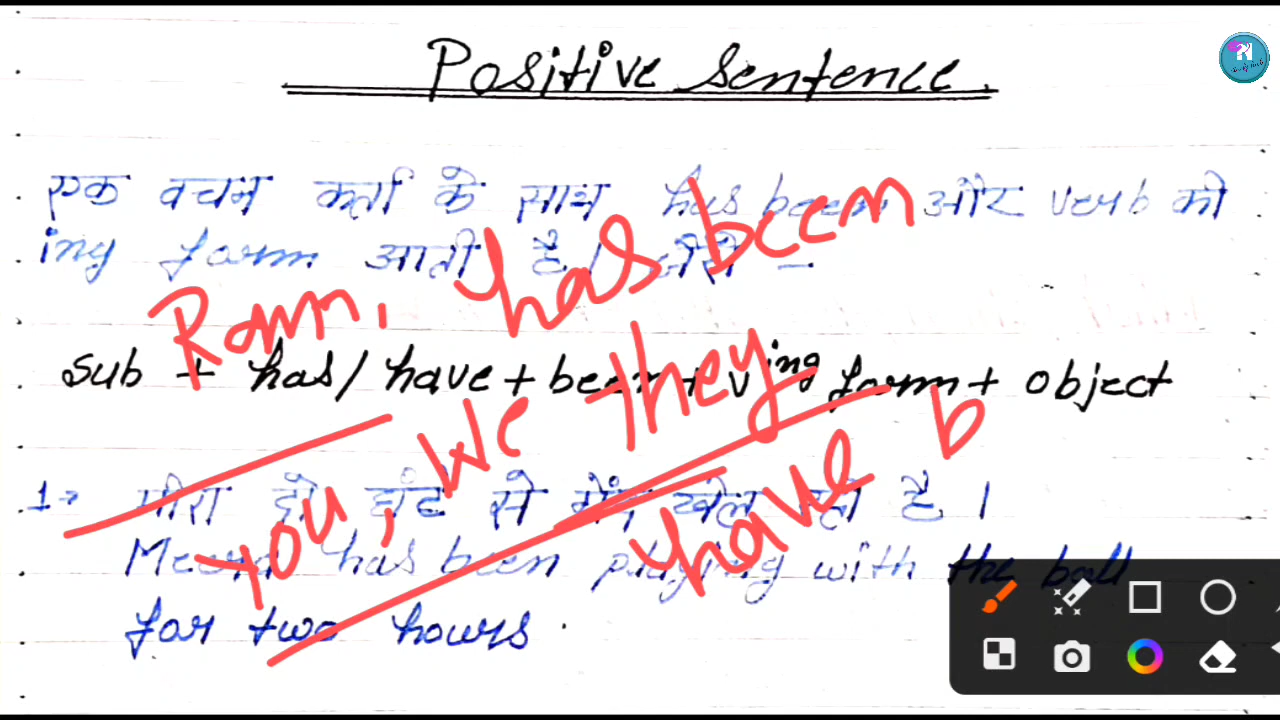 Positive sentence.
एक वचन कर्ता के साथ has been और verb की
ing form आती है। जैसे –
Ram, has been
sub + has/have + been + v ing form + object
you, we they
have b
1→ मीरा दो घंटे से गेंद खेल रही है ।
Meera has been playing with the ball
for two hours.